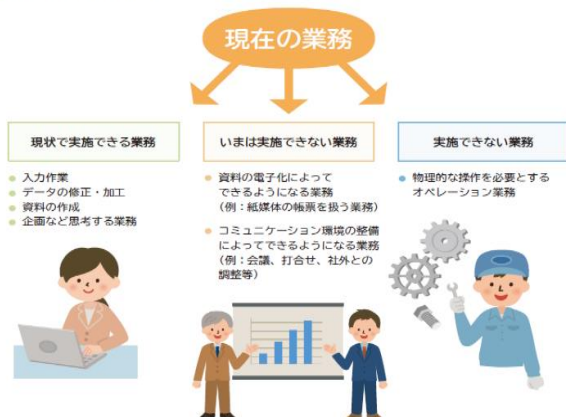 現在の業務
現状で実施できる業務
入力作業
データの修正・加工
資料の作成
企画など思考する業務
いまは実施できない業務
資料の電子化によって
できるようになる業務
（例：紙媒体の帳票を扱う業務）
コミュニケーション環境の整備
によってできるようになる業務
（例：会議、打合せ、社外との
調整等）
実施できない業務
物理的な操作を必要とする
オペレーション業務